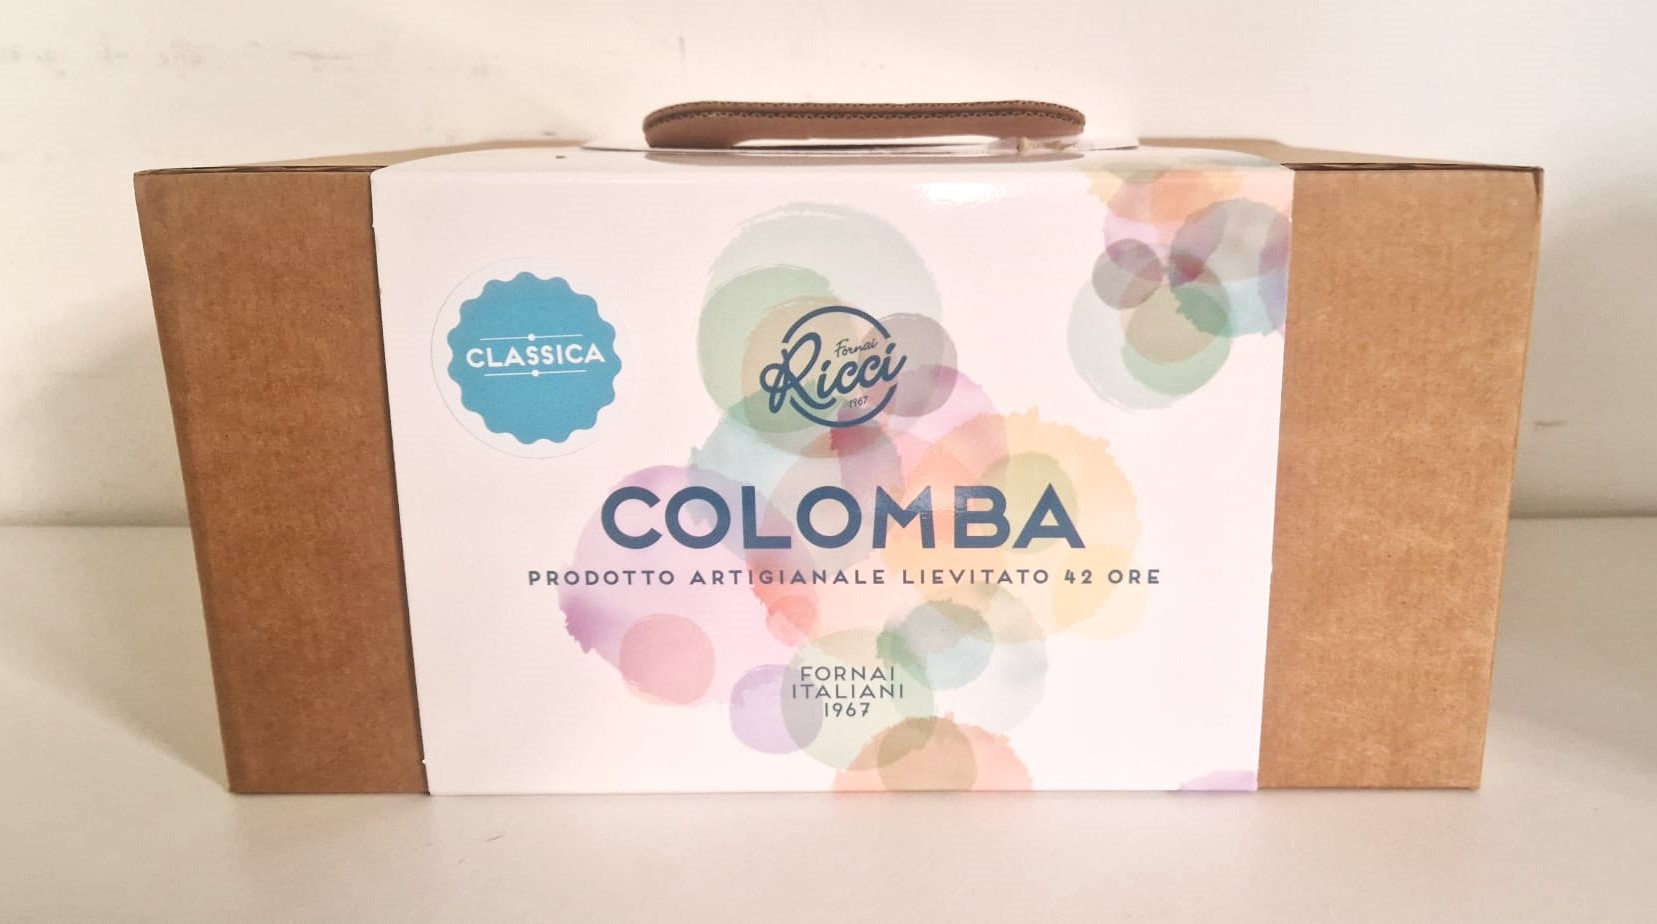 CLASSICA
Fornai
Ricci
1967
COLOMBA
PRODOTTO ARTIGIANALE LIEVITATO 42 ORE
FORNAI
ITALIANI
1967